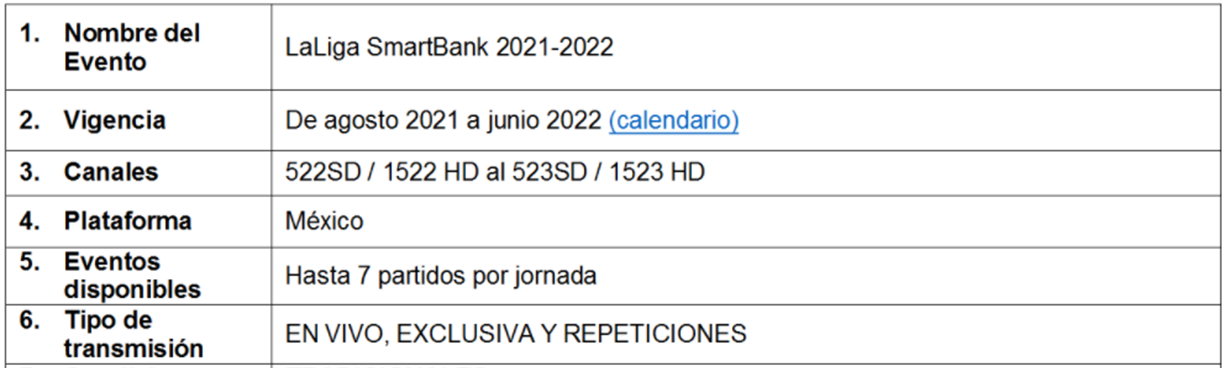 1. Nombre del
Evento
LaLiga SmartBank 2021-2022
2. Vigencia
De agosto 2021 a junio 2022 (calendario)
3. Canales
522SD / 1522 HD al 523SD / 1523 HD
4. Plataforma
México
5. Eventos
disponibles
Hasta 7 partidos por jornada
6. Tipo de
transmisión
EN VIVO, EXCLUSIVA Y REPETICIONES